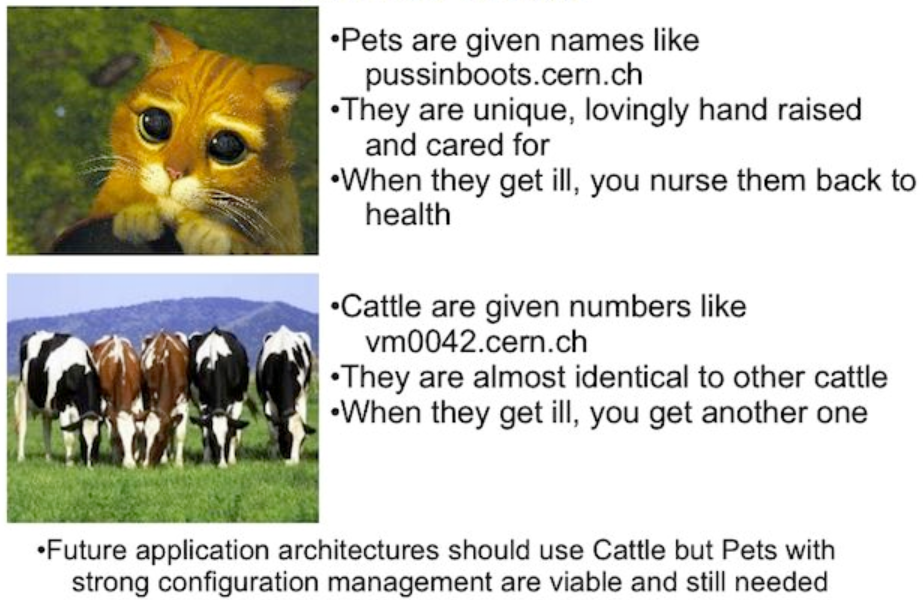 •Pets are given names like
pussinboots.cern.ch
•They are unique, lovingly hand raised
and cared for
•When they get ill, you nurse them back to
health
•Cattle are given numbers like
vm0042.cern.ch
•They are almost identical to other cattle
•When they get ill, you get another one
•Future application architectures should use Cattle but Pets with
strong configuration management are viable and still needed